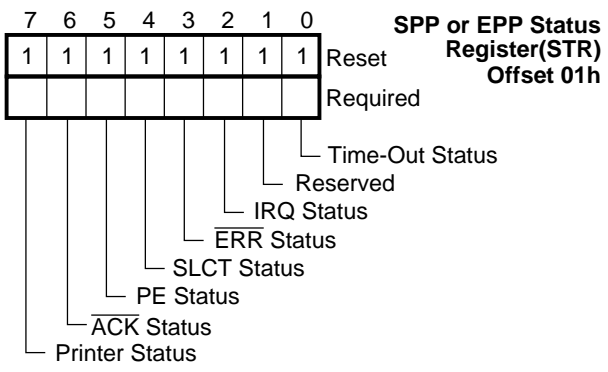 7 6 5 4 3 2 1 0
SPP or EPP Status
Register(STR)
Offset 01h
1 1 1 1 1 1 1 1 Reset
Required
Time-Out Status
Reserved
IRQ Status
E̅R̅R̅ Status
SLCT Status
PE Status
A̅C̅K̅ Status
Printer Status